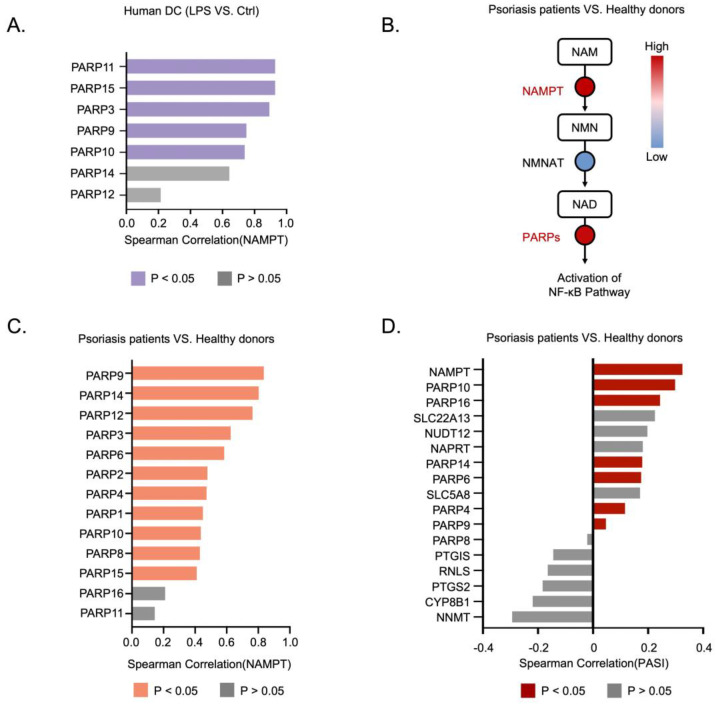 A.
Human DC (LPS VS. Ctrl)
PARP11
PARP15
PARP3
PARP9
PARP10
PARP14
PARP12
0.0 0.2 0.4 0.6 0.8 1.0
Spearman Correlation(NAMPT)
P < 0.05 P > 0.05
B.
Psoriasis patients VS. Healthy donors
NAM
NAMPT
NMN
NMNAT
NAD
PARPs
Activation of
NF-κB Pathway
High
Low
C.
Psoriasis patients VS. Healthy donors
PARP9
PARP14
PARP12
PARP3
PARP6
PARP2
PARP4
PARP1
PARP10
PARP8
PARP15
PARP16
PARP11
0.0 0.2 0.4 0.6 0.8 1.0
Spearman Correlation(NAMPT)
P < 0.05 P > 0.05
D.
Psoriasis patients VS. Healthy donors
NAMPT
PARP10
PARP16
SLC22A13
NUDT12
NAPRT
PARP14
PARP6
SLC5A8
PARP4
PARP9
PARP8
PTGIS
RNLS
PTGS2
CYP8B1
NNMT
-0.4 -0.2 0 0.2 0.4
Spearman Correlation(PASI)
P < 0.05 P > 0.05